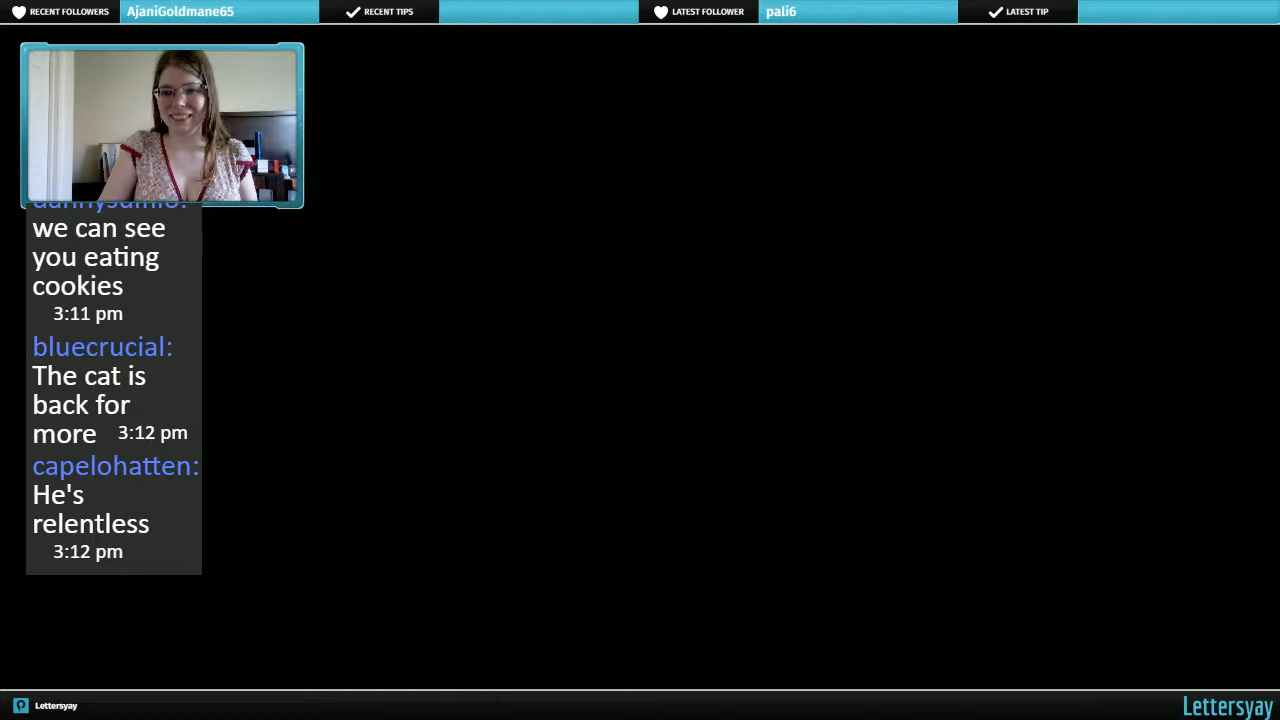 RECENT FOLLOWERS AjaniGoldmane65 RECENT TIPS LATEST FOLLOWER pali6 LATEST TIP
we can see
you eating
cookies
3:11 pm
bluecrucial:
The cat is
back for
more 3:12 pm
capelohatten:
He's
relentless
3:12 pm
Lettersyay
Lettersyay